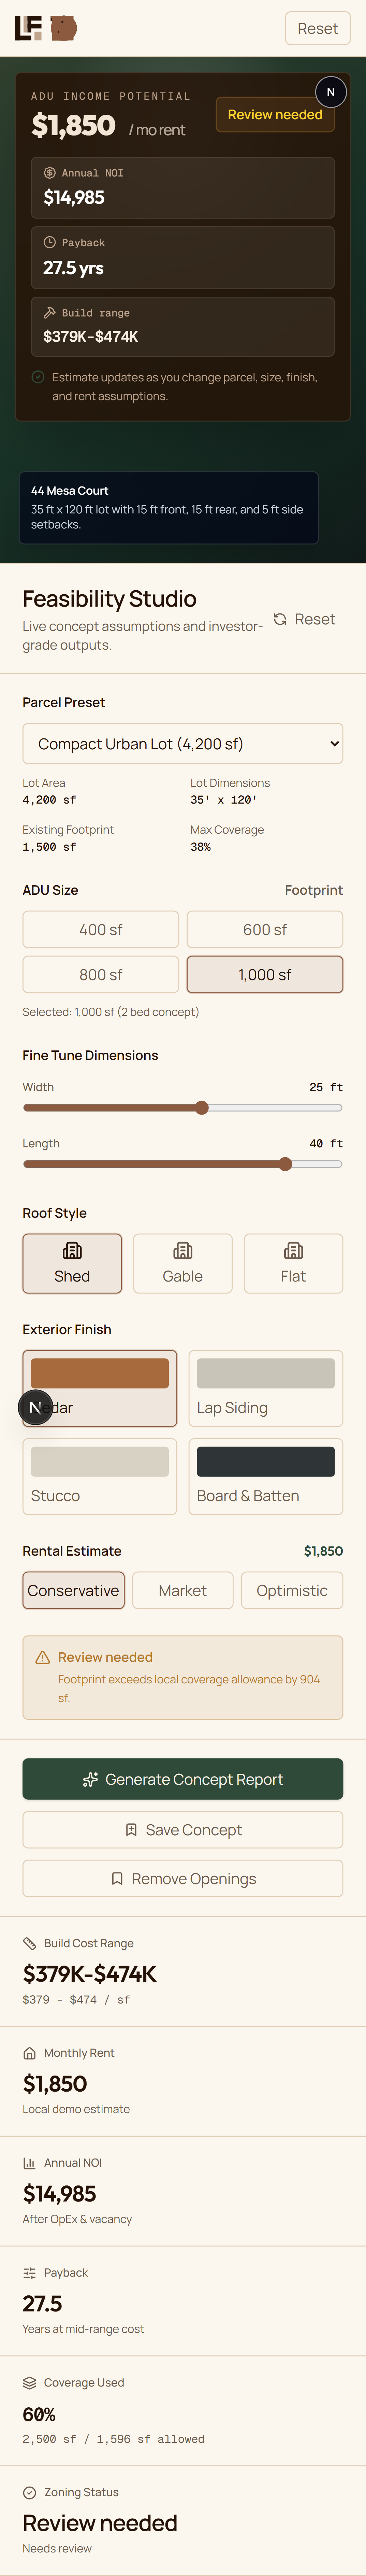 LF
Reset
ADU INCOME POTENTIAL
N
$1,850 / mo rent
Review needed
Annual NOI
$14,985
Payback
27.5 yrs
Build range
$379K-$474K
Estimate updates as you change parcel, size, finish,
and rent assumptions.
44 Mesa Court
35 ft x 120 ft lot with 15 ft front, 15 ft rear, and 5 ft side
setbacks.
Feasibility Studio
Live concept assumptions and investor-
grade outputs.
Reset
Parcel Preset
Compact Urban Lot (4,200 sf)
Lot Area Lot Dimensions
4,200 sf 35' x 120'
Existing Footprint Max Coverage
1,500 sf 38%
ADU Size Footprint
400 sf 600 sf
800 sf 1,000 sf
Selected: 1,000 sf (2 bed concept)
Fine Tune Dimensions
Width 25 ft
Length 40 ft
Roof Style
Shed Gable Flat
Exterior Finish
N
edar Lap Siding
Stucco Board & Batten
Rental Estimate $1,850
Conservative Market Optimistic
Review needed
Footprint exceeds local coverage allowance by 904
sf.
Generate Concept Report
Save Concept
Remove Openings
Build Cost Range
$379K-$474K
$379 - $474 / sf
Monthly Rent
$1,850
Local demo estimate
Annual NOI
$14,985
After OpEx & vacancy
Payback
27.5
Years at mid-range cost
Coverage Used
60%
2,500 sf / 1,596 sf allowed
Zoning Status
Review needed
Needs review